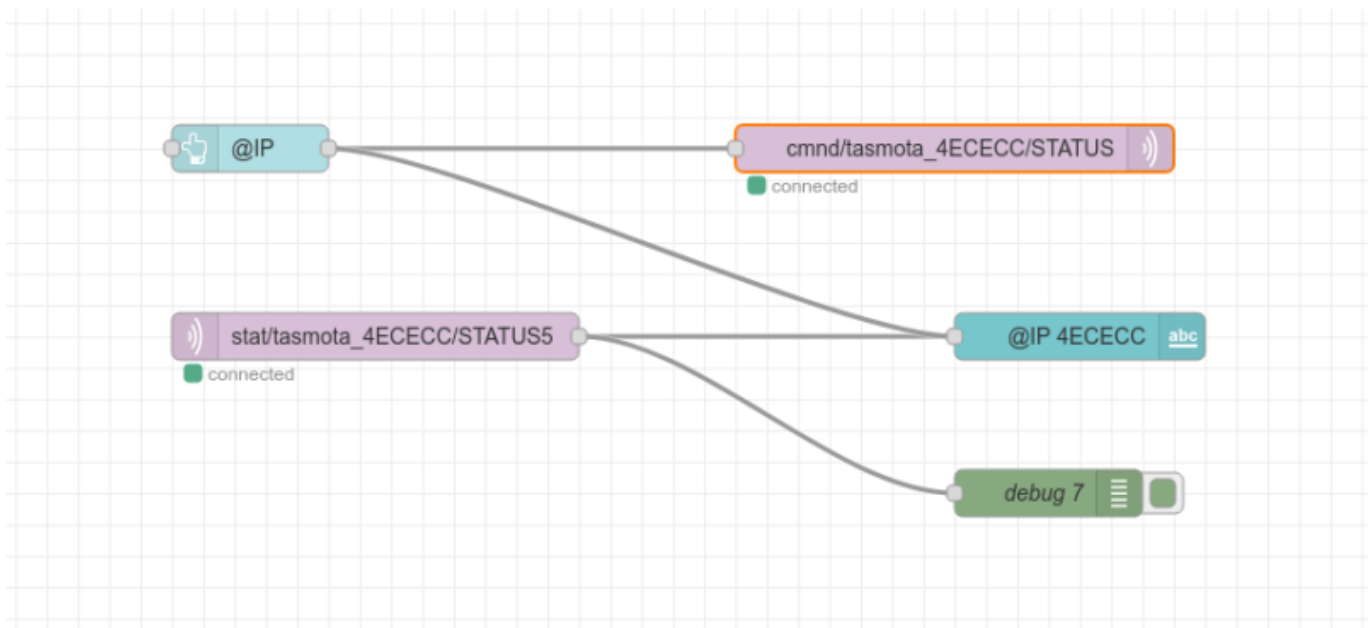 @IP
cmnd/tasmota_4ECECC/STATUS
connected
stat/tasmota_4ECECC/STATUS5
@IP 4ECECC
abc
connected
debug 7